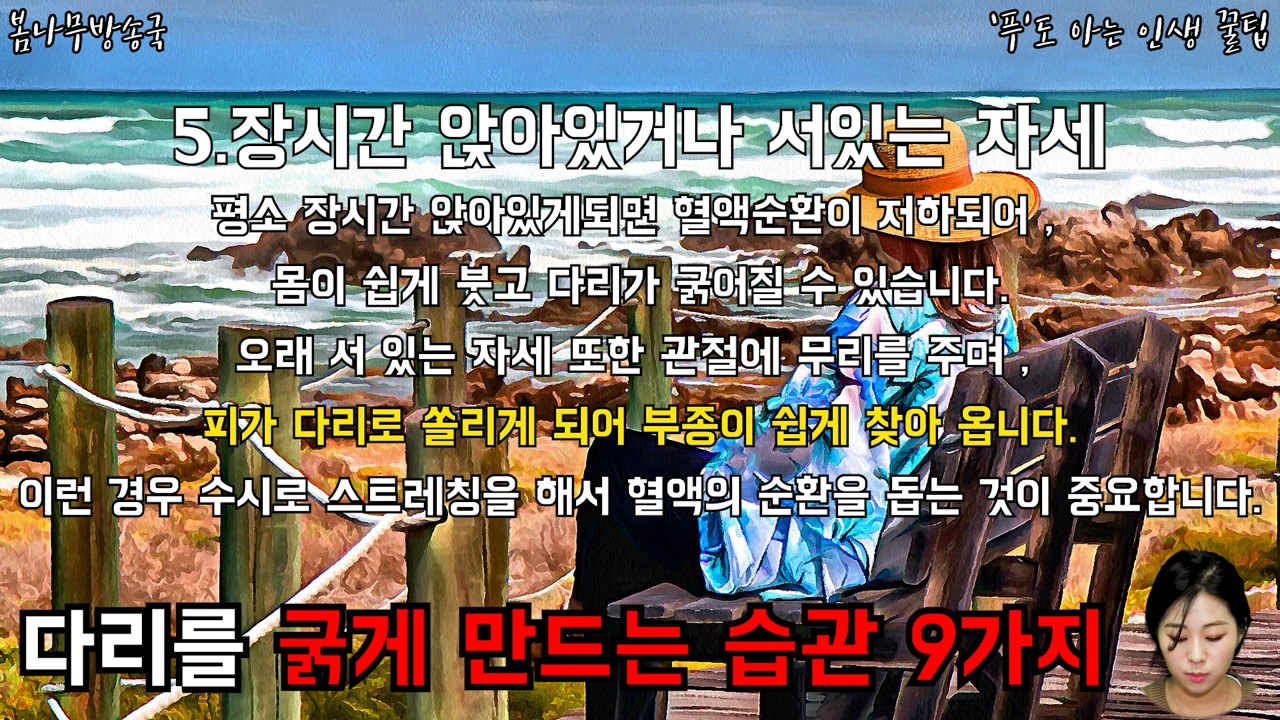 봄나무방송국
'푸'도 아는 인생 꿀팁
5.장시간 앉아있거나 서있는 자세
평소 장시간 앉아있게되면 혈액순환이 저하되어 ,
몸이 쉽게 붓고 다리가 굵어질 수 있습니다.
오래 서 있는 자세 또한 관절에 무리를 주며 ,
피가 다리로 쏠리게 되어 부종이 쉽게 찾아 옵니다.
이런 경우 수시로 스트레칭을 해서 혈액의 순환을 돕는 것이 중요합니다.
다리를 굵게 만드는 습관 9가지